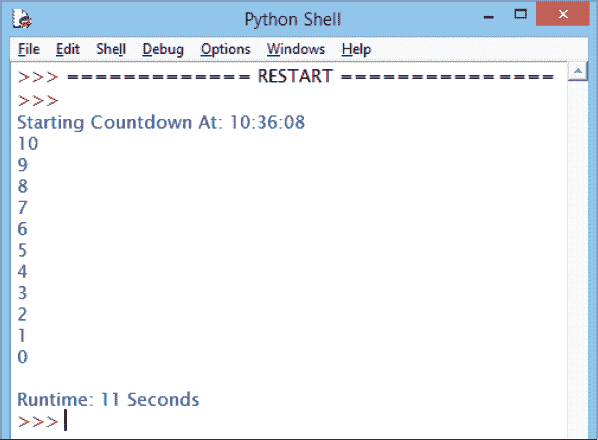 Python Shell
File Edit Shell Debug Options Windows Help
>>> ============= RESTART ===============
>>>
Starting Countdown At: 10:36:08
10
9
8
7
6
5
4
3
2
1
0
Runtime: 11 Seconds
>>>